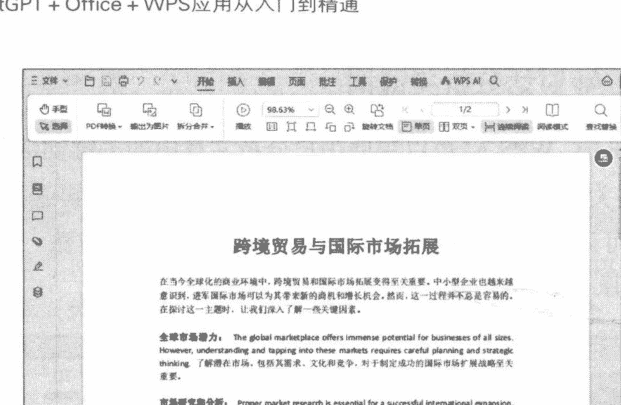 tGPT + Office + WPS应用从入门到精通
三 文件 开始 插入 编辑 页面 批注 工具 保护 转换 WPS AI
手型 98.53% 1/2
选择 PDF转换 输出为图片 拆分合并 播放 旋转文档 单页 双页 连续阅读 阅读模式 查找替换
跨境贸易与国际市场拓展
在当今全球化的商业环境中，跨境贸易和国际市场拓展变得至关重要。中小型企业也越来越
意识到，进军国际市场可以为其带来新的商机和增长机会。然而，这一过程并不总是容易的。
在探讨这一主题时，让我们深入了解一些关键因素。
全球市场潜力： The global marketplace offers immense potential for businesses of all sizes.
However, understanding and tapping into these markets requires careful planning and strategic
thinking. 了解潜在市场，包括其需求、文化和竞争，对于制定成功的国际市场扩展战略至关
重要。
市场研究和分析： Proper market research is essential for a successful international expansion.